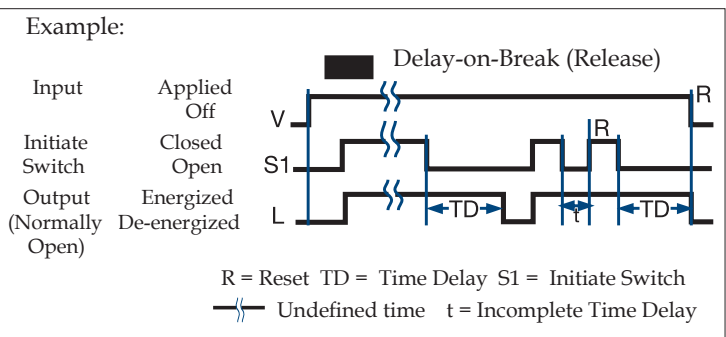 Example:
Delay-on-Break (Release)
Input Applied
Off
V
R
Initiate Closed
Switch Open
S1
R
Output Energized
(Normally De-energized
Open)
L
TD
t
TD
R = Reset TD = Time Delay S1 = Initiate Switch
Undefined time t = Incomplete Time Delay